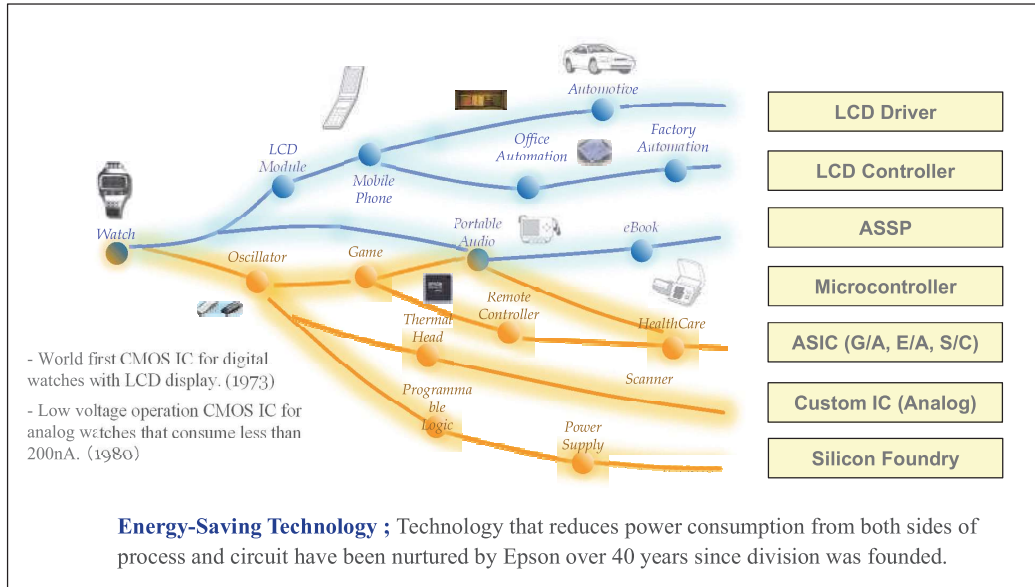 Automotive
LCD Driver
LCD
Module
Office
Automation
Factory
Automation
LCD Controller
Mobile
Phone
Watch
Portable
Audio
eBook
ASSP
Oscillator
Game
Microcontroller
Remote
Controller
Thermal
Head
HealthCare
ASIC (G/A, E/A, S/C)
- World first CMOS IC for digital
watches with LCD display. (1973)
Scanner
Programma
ble
Logic
Custom IC (Analog)
- Low voltage operation CMOS IC for
analog watches that consume less than
200nA. (1980)
Power
Supply
Silicon Foundry
Energy-Saving Technology ; Technology that reduces power consumption from both sides of
process and circuit have been nurtured by Epson over 40 years since division was founded.